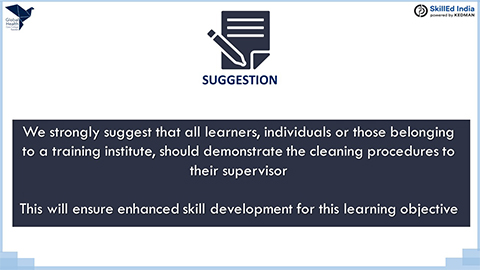 Global
Health
SkillEd India
powered by KEDMAN
SUGGESTION
We strongly suggest that all learners, individuals or those belonging
to a training institute, should demonstrate the cleaning procedures to
their supervisor
This will ensure enhanced skill development for this learning objective